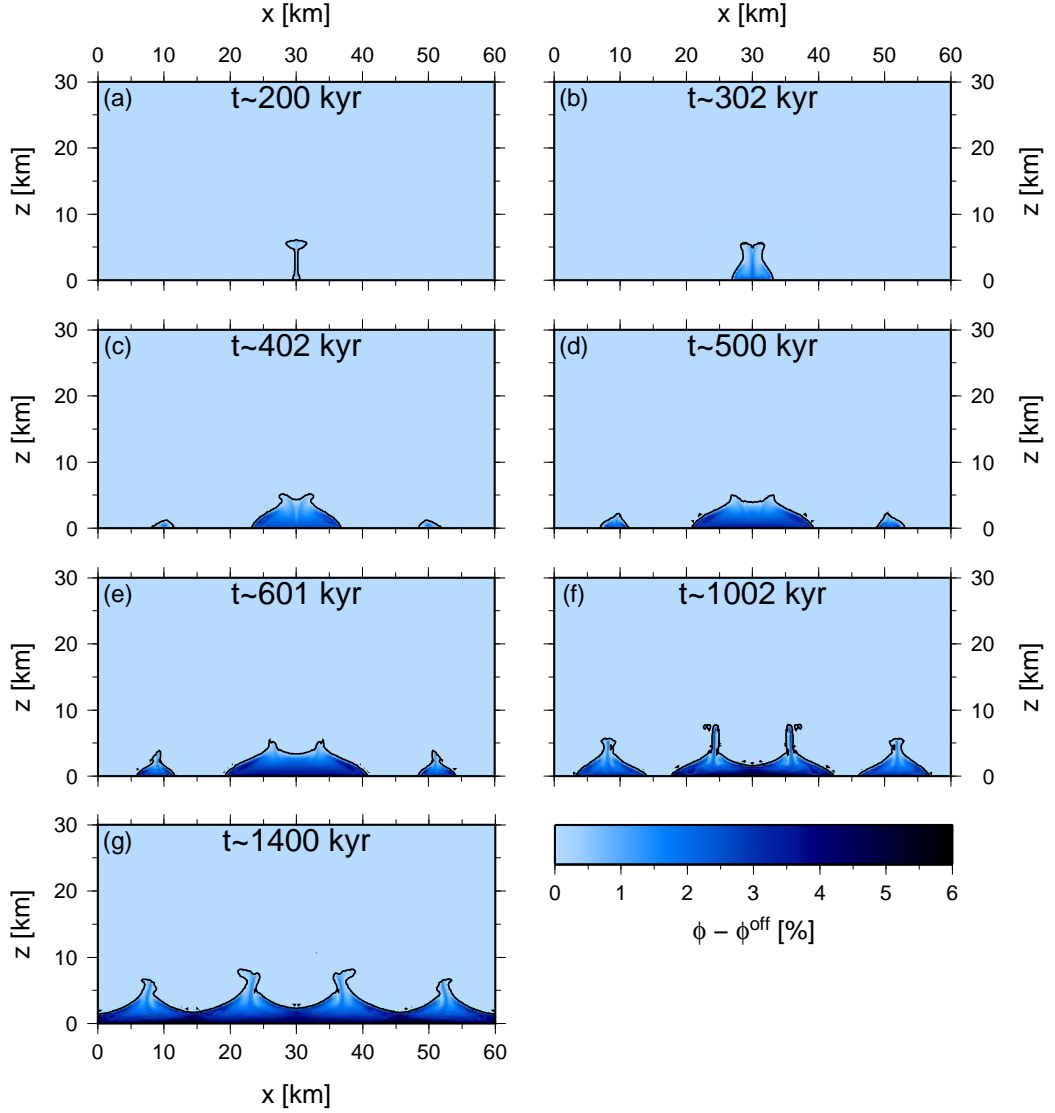 x [km]
x [km]
0 10 20 30 40 50 60
0 10 20 30 40 50 60
30
20
10
0
z [km]
(a)
t~200 kyr
(b)
t~302 kyr
30
20
10
0
z [km]
30
20
10
0
z [km]
(c)
t~402 kyr
(d)
t~500 kyr
30
20
10
0
z [km]
30
20
10
0
z [km]
(e)
t~601 kyr
(f)
t~1002 kyr
30
20
10
0
z [km]
30
20
10
0
z [km]
(g)
t~1400 kyr
0 10 20 30 40 50 60
x [km]
0 1 2 3 4 5 6
ϕ − ϕ^off [%]